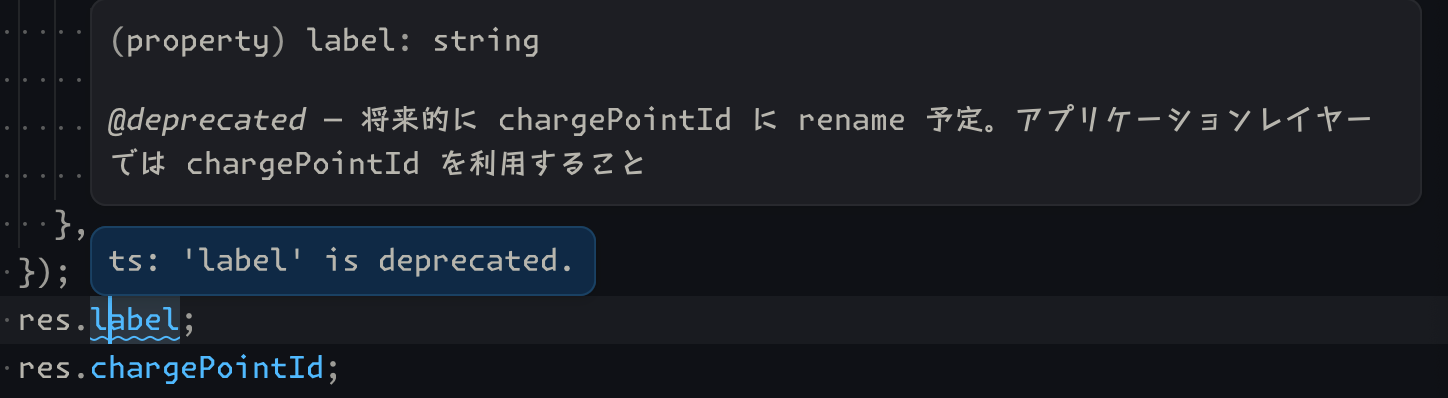 (property) label: string
@deprecated — 将来的に chargePointId に rename 予定。アプリケーションレイヤー
では chargePointId を利用すること
},
ts: 'label' is deprecated.
});
res.label;
res.chargePointId;